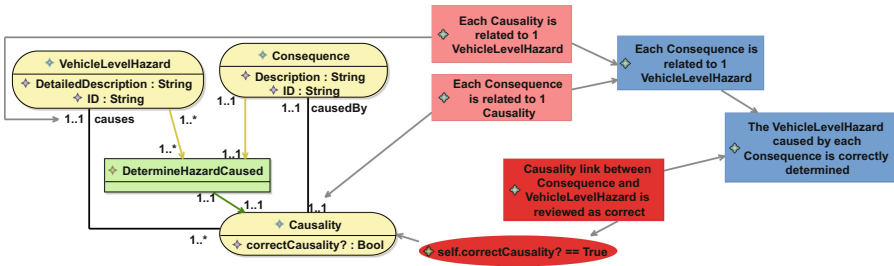 VehicleLevelHazard
DetailedDescription : String
ID : String
Consequence
Description : String
ID : String
Each Causality is
related to 1
VehicleLevelHazard
Each Consequence is
related to 1
VehicleLevelHazard
Each Consequence
is related to 1
Causality
1..1
causes
1..*
1..1
1..1
causedBy
1..*
1..1
DetermineHazardCaused
1..1
1..1
1..1
The VehicleLevelHazard
caused by each
Consequence is correctly
determined
Causality link between
Consequence and
VehicleLevelHazard is
reviewed as correct
Causality
correctCausality? : Bool
1..*
self.correctCausality? == True